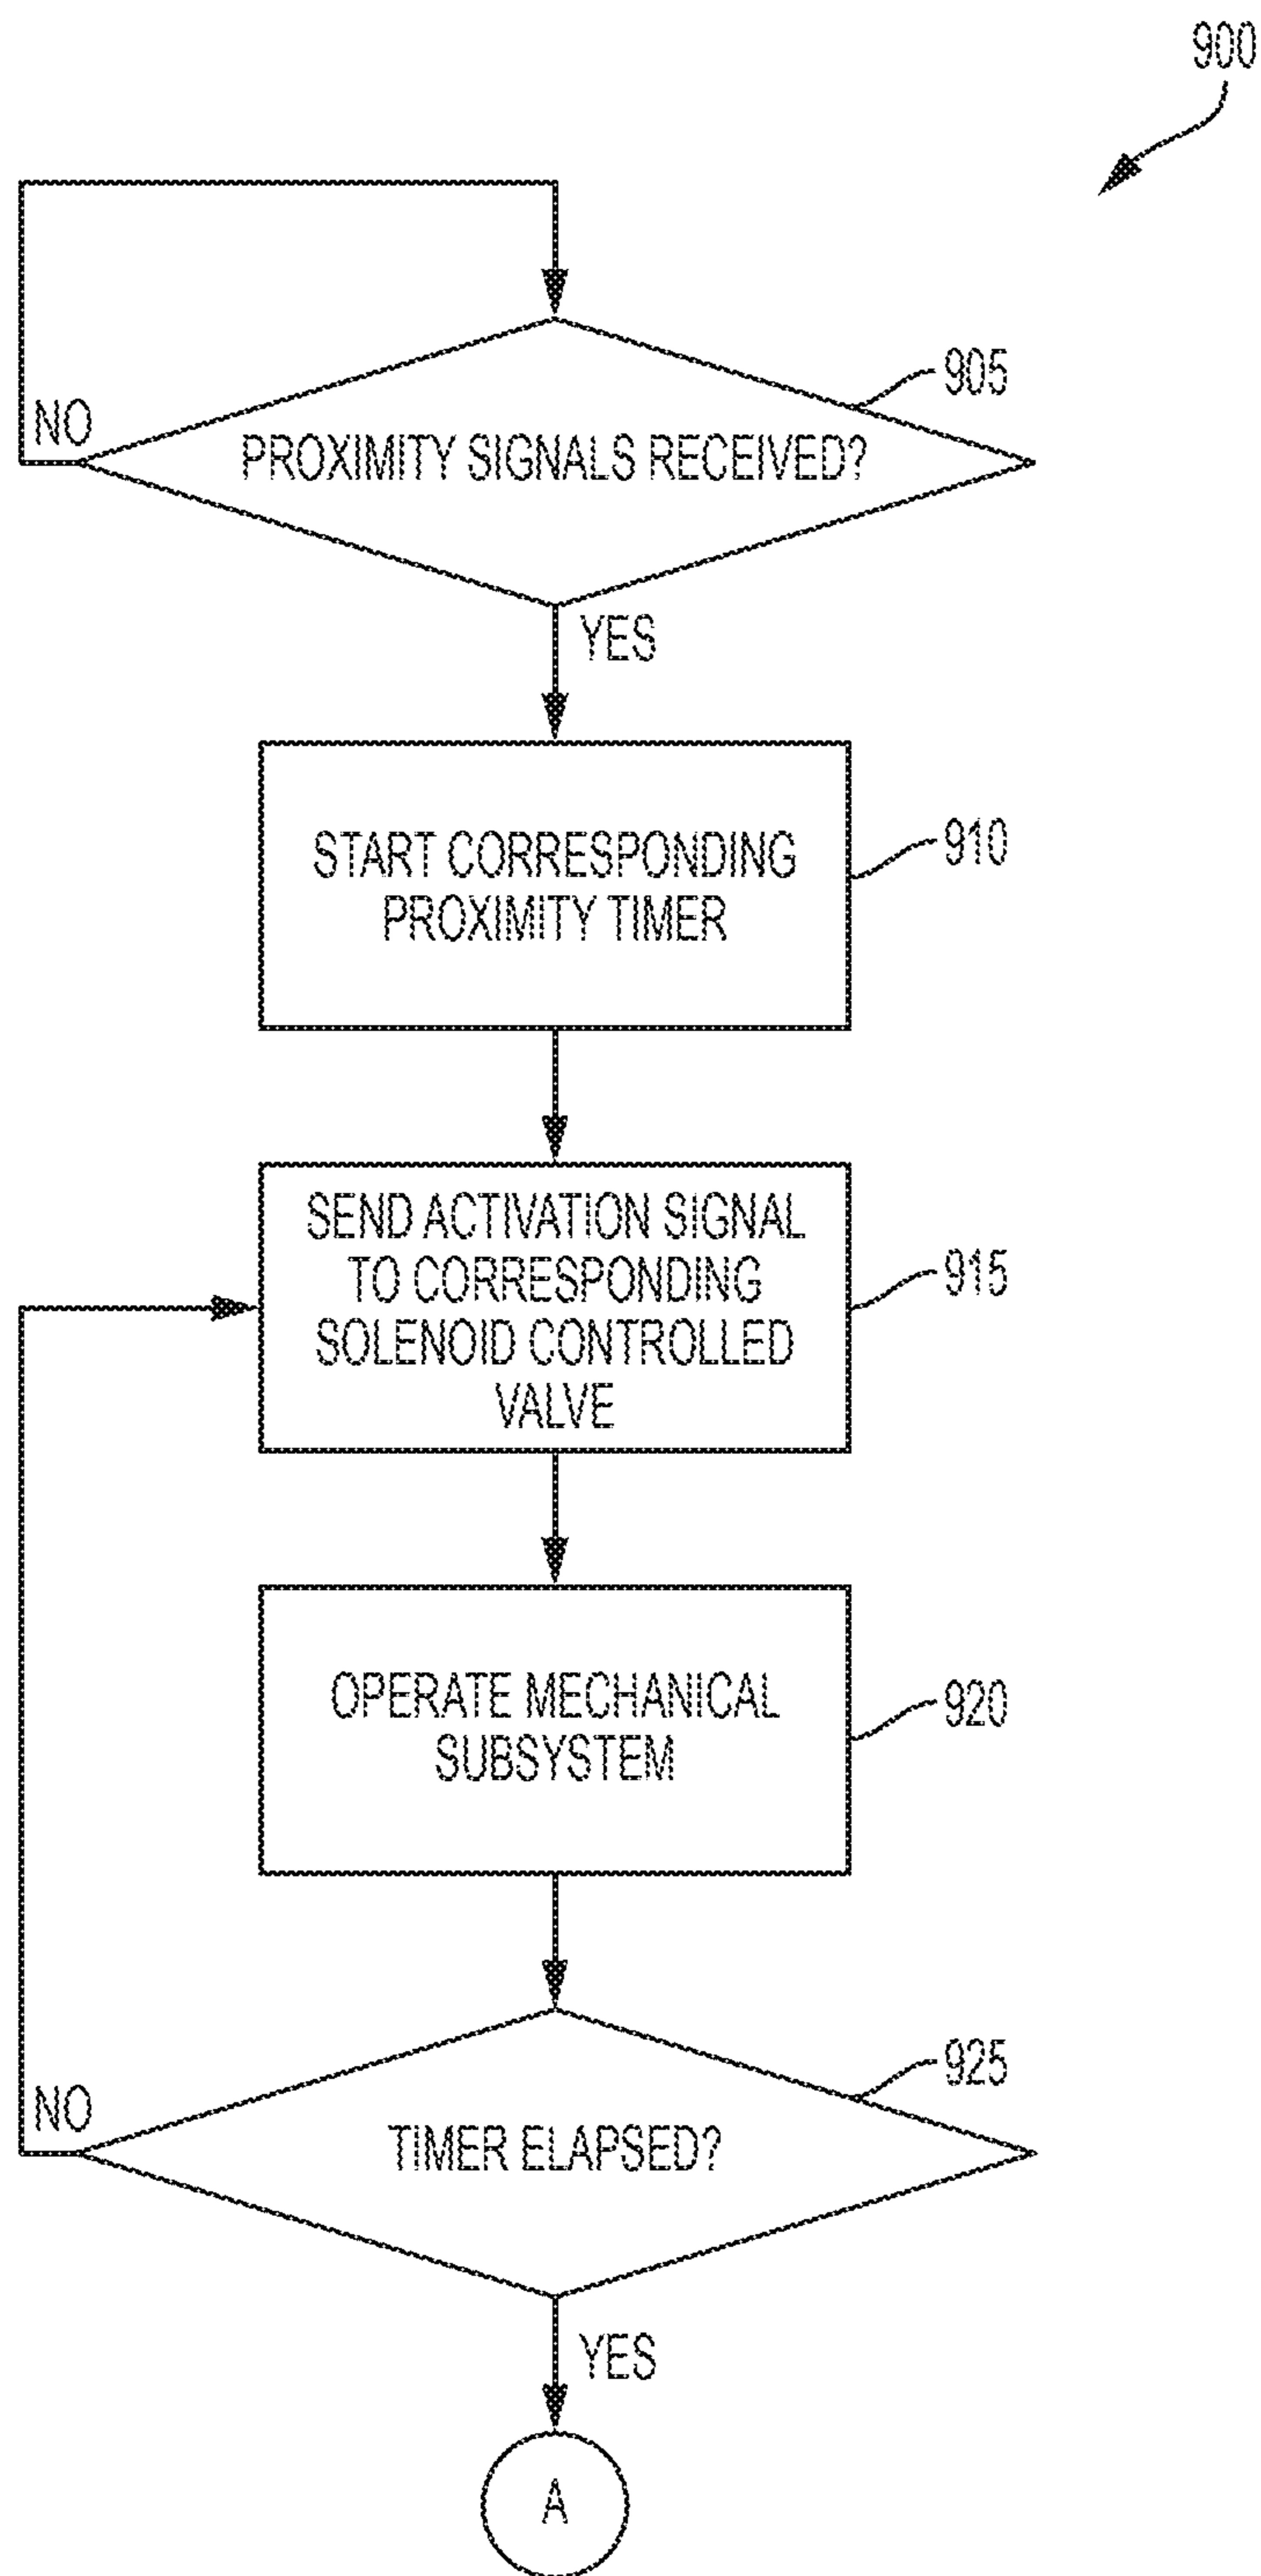 900
905
NO
PROXIMITY SIGNALS RECEIVED?
YES
START CORRESPONDING
PROXIMITY TIMER
910
SEND ACTIVATION SIGNAL
TO CORRESPONDING
SOLENOID CONTROLLED
VALVE
915
OPERATE MECHANICAL
SUBSYSTEM
920
925
NO
TIMER ELAPSED?
YES
A